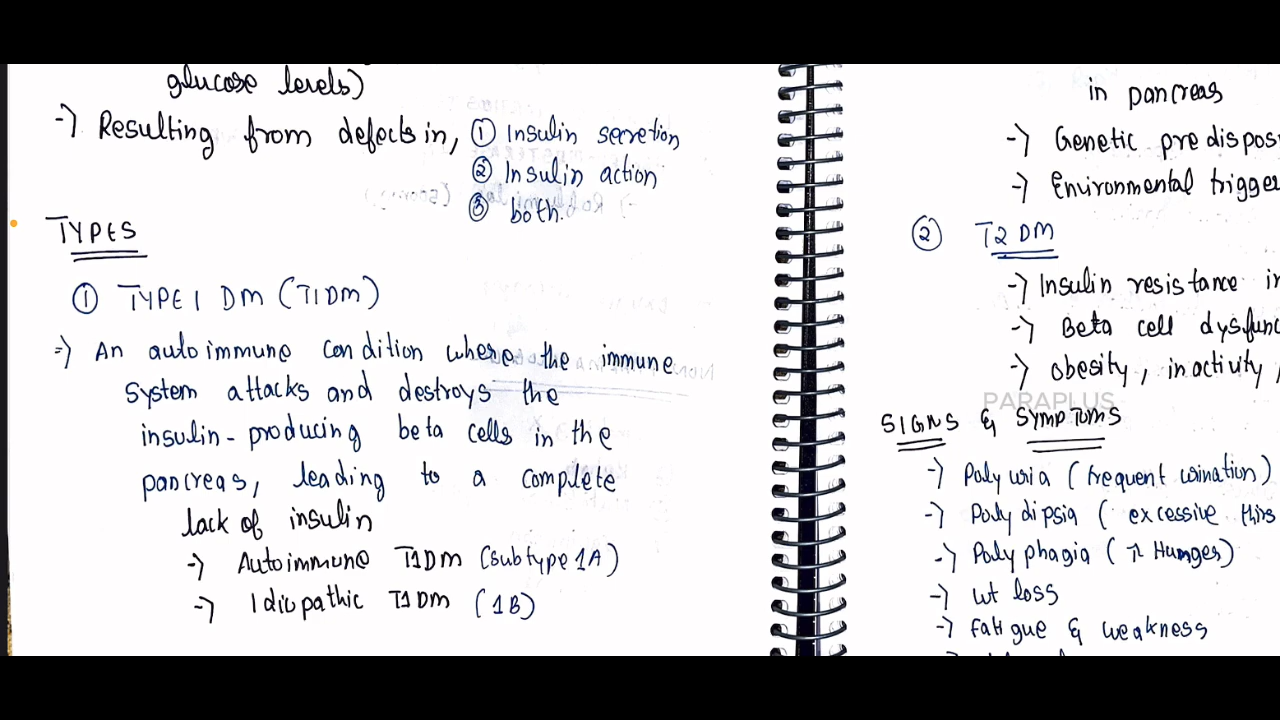 glucose levels)
-> Resulting from defects in, ① Insulin secretion
② Insulin action
③ both.
TYPES
① TYPE 1 DM (T1DM)
=> An autoimmune condition where the immune
system attacks and destroys the
insulin-producing beta cells in the
pancreas, leading to a complete
lack of insulin
-> Autoimmune T1DM (subtype 1A)
-> Idiopathic T1DM (1B)
in pancreas
-> Genetic predispos
-> Environmental trigger
② T2DM
-> Insulin resistance in
-> Beta cell dysfunc
-> obesity, inactivity,
PARAPLUS
SIGNS & SYMPTOMS
-> Polyuria (frequent urination)
-> Polydipsia (excessive thirs
-> Polyphagia (↑ Hunger)
-> wt loss
-> fatigue & weakness